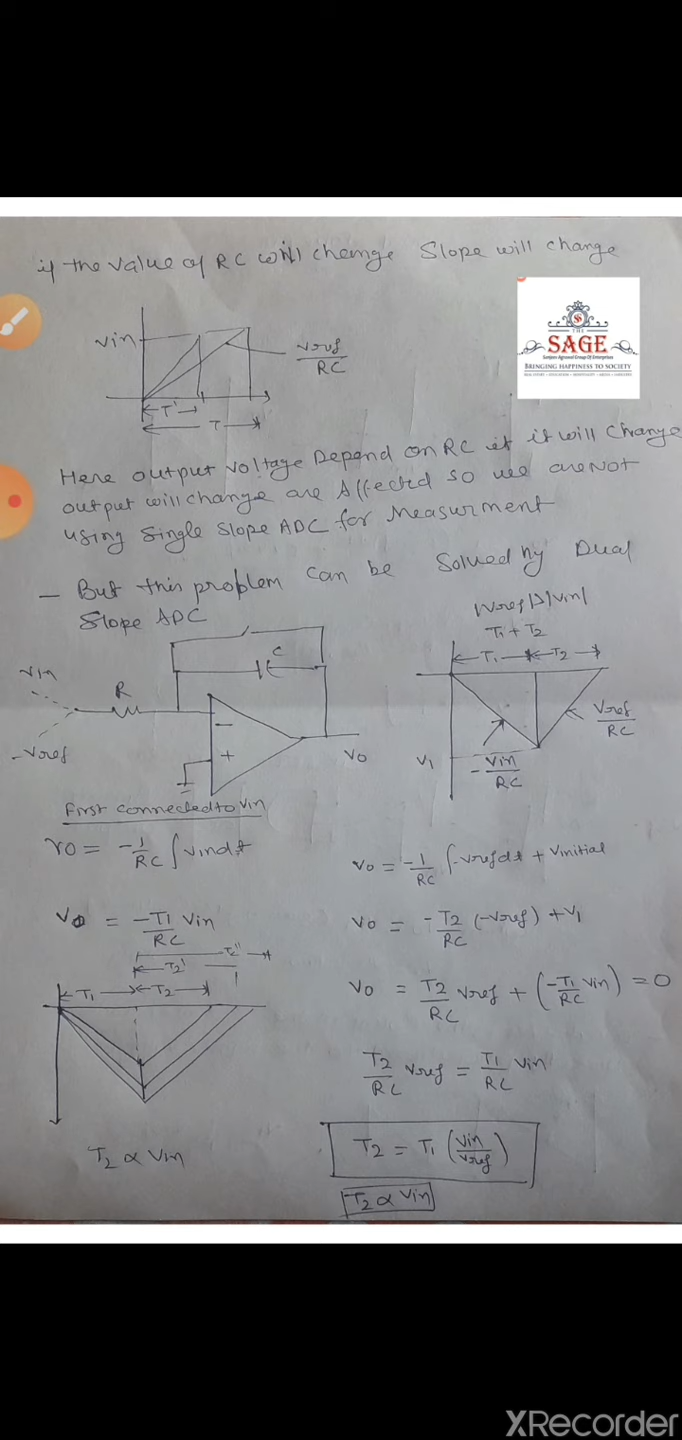 if the value of RC will change Slope will change
THE
SAGE
Sanjeev Agrawal Group Of Enterprises
BRINGING HAPPINESS TO SOCIETY
Vin
Vref/RC
T'
T
Here output voltage Depend on RC if it will change
output will change are Affected so we are NOT
using single slope ADC for Measurment
- But this problem can be Solved by Dual
Slope ADC
|Vref|>|Vin|
T1 + T2
T1 T2
Vin
R
C
-Vref
-
+
Vo
V1
-Vin/RC
Vref/RC
First connected to Vin
VO = -1/RC ∫ Vin dt
Vo = -1/RC ∫-Vref dt + Vinitial
Vo = -T1/RC Vin
Vo = -T2/RC (-Vref) + V1
T2''
T2'
T1 T2
Vo = T2/RC Vref + (-T1/RC Vin) = 0
T2/RC Vref = T1/RC Vin
T2 ∝ Vin
T2 = T1 (Vin/Vref)
T2 ∝ Vin
XRecorder